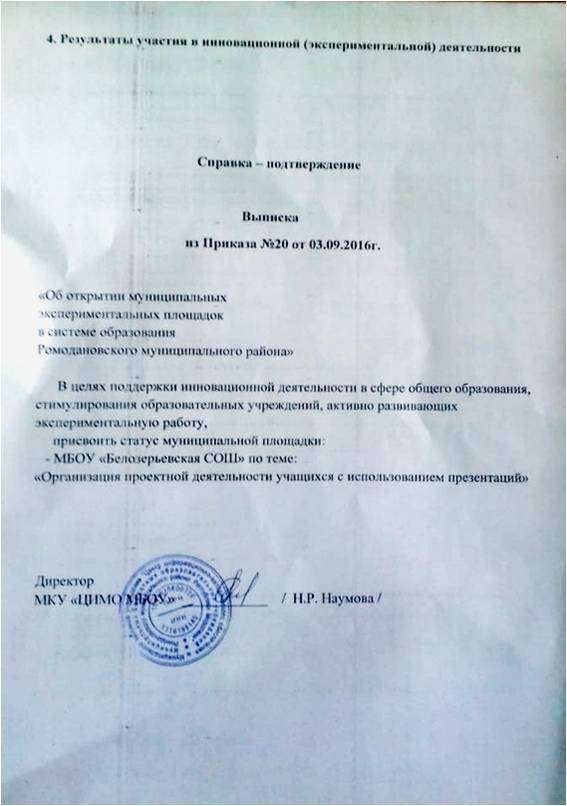 4. Результаты участия в инновационной (экспериментальной) деятельности
Справка – подтверждение
Выписка
из Приказа №20 от 03.09.2016г.
«Об открытии муниципальных
экспериментальных площадок
в системе образования
Ромодановского муниципального района»
В целях поддержки инновационной деятельности в сфере общего образования,
стимулирования образовательных учреждений, активно развивающих
экспериментальную работу,
присвоить статус муниципальной площадки:
- МБОУ «Белозерьевская СОШ» по теме:
«Организация проектной деятельности учащихся с использованием презентаций»
Директор
МКУ «ЦИМО МБОУ» / Н.Р. Наумова /